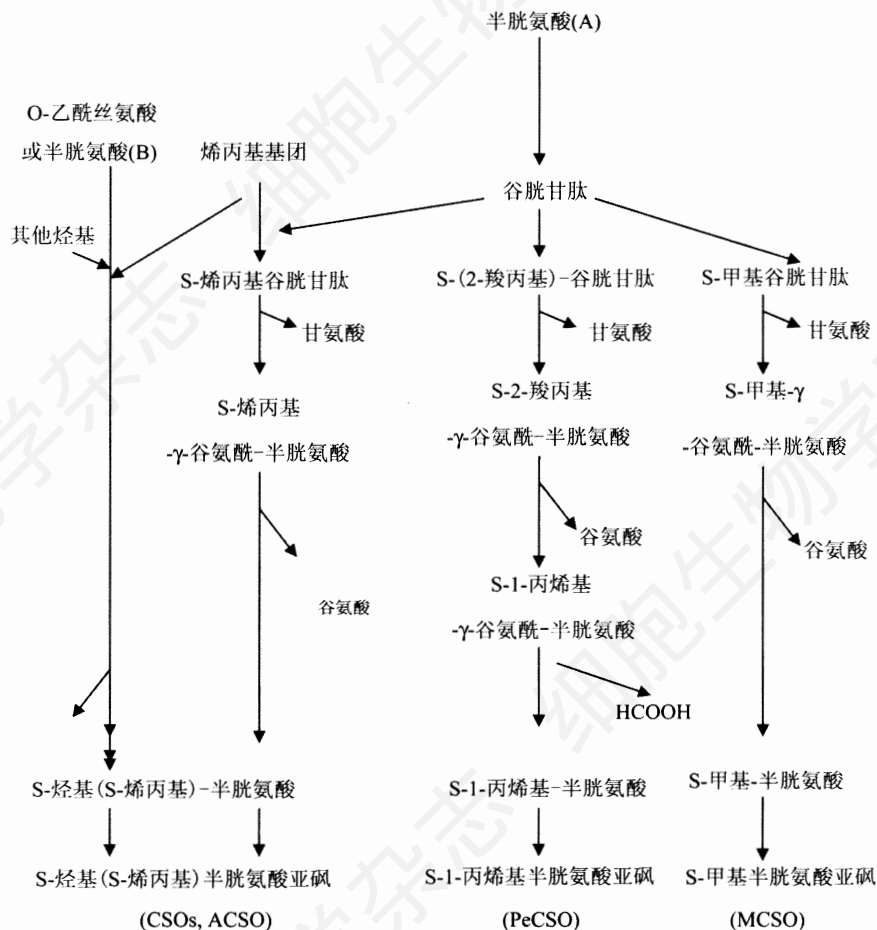 半胱氨酸(A)
O-乙酰丝氨酸
或半胱氨酸(B)
烯丙基基团
谷胱甘肽
其他烃基
S-烯丙基谷胱甘肽
S-(2-羧丙基)-谷胱甘肽
S-甲基谷胱甘肽
甘氨酸
甘氨酸
甘氨酸
S-烯丙基
-γ-谷氨酰-半胱氨酸
S-2-羧丙基
-γ-谷氨酰-半胱氨酸
S-甲基-γ
-谷氨酰-半胱氨酸
谷氨酸
谷氨酸
谷氨酸
S-1-丙烯基
-γ-谷氨酰-半胱氨酸
HCOOH
S-烃基(S-烯丙基)-半胱氨酸
S-1-丙烯基-半胱氨酸
S-甲基-半胱氨酸
S-烃基(S-烯丙基)半胱氨酸亚砜
S-1-丙烯基半胱氨酸亚砜
S-甲基半胱氨酸亚砜
(CSOs, ACSO)
(PeCSO)
(MCSO)
细胞生物学杂志